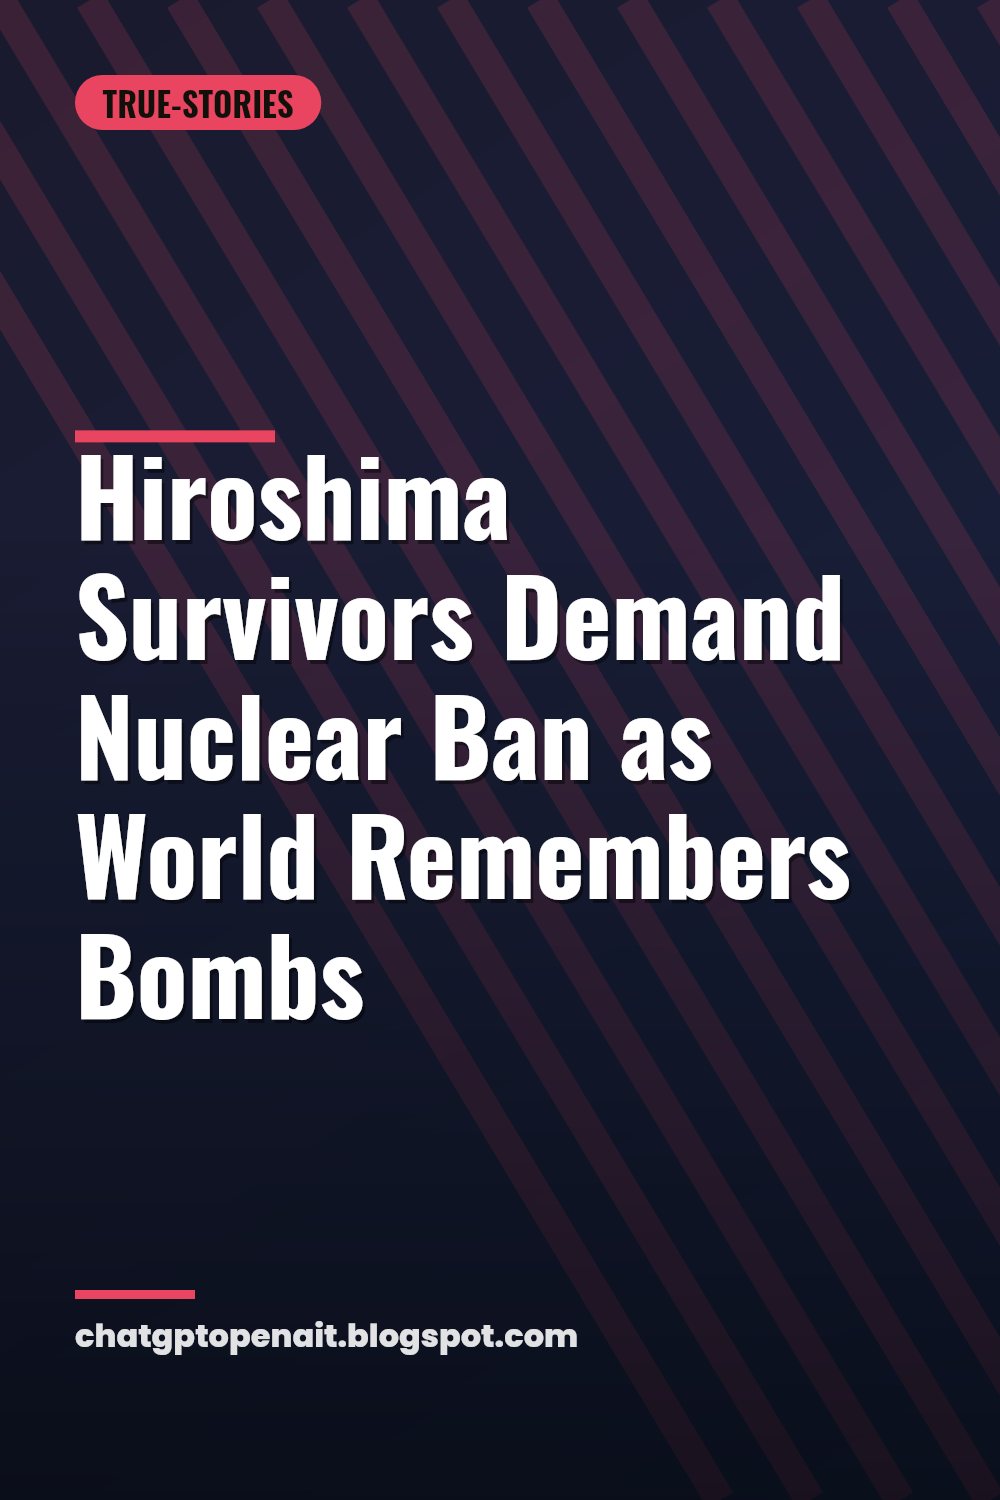 TRUE-STORIES
Hiroshima
Survivors Demand
Nuclear Ban as
World Remembers
Bombs
chatgptopenait.blogspot.com